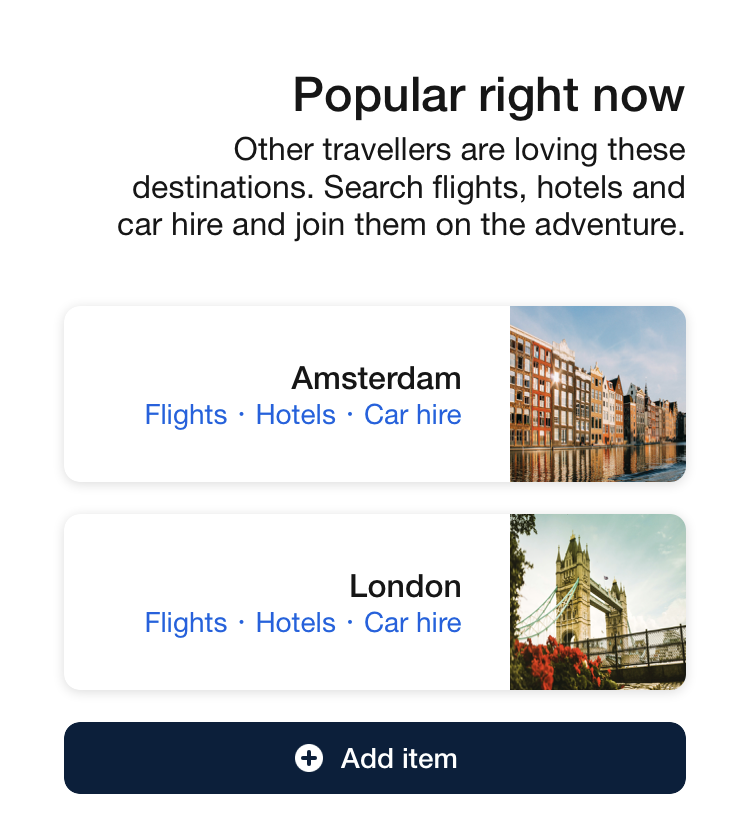 Popular right now
Other travellers are loving these
destinations. Search flights, hotels and
car hire and join them on the adventure.
Amsterdam
Flights · Hotels · Car hire
London
Flights · Hotels · Car hire
Add item